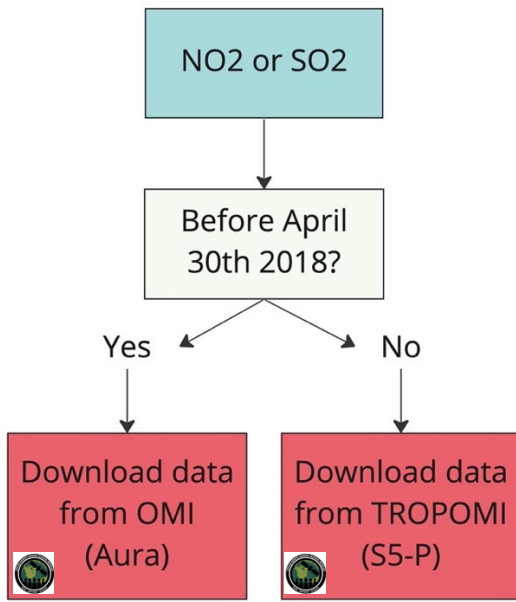 NO2 or SO2
Before April
30th 2018?
Yes
No
Download data
from OMI
(Aura)
Download data
from TROPOMI
(S5-P)